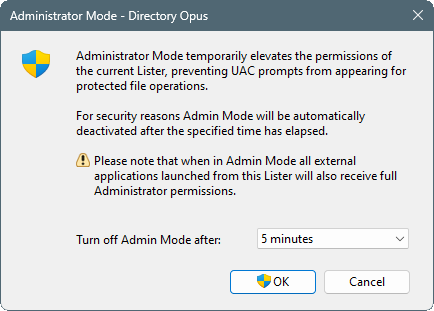 Administrator Mode - Directory Opus
Administrator Mode temporarily elevates the permissions of
the current Lister, preventing UAC prompts from appearing for
protected file operations.
For security reasons Admin Mode will be automatically
deactivated after the specified time has elapsed.
Please note that when in Admin Mode all external
applications launched from this Lister will also receive full
Administrator permissions.
Turn off Admin Mode after: 5 minutes
OK Cancel